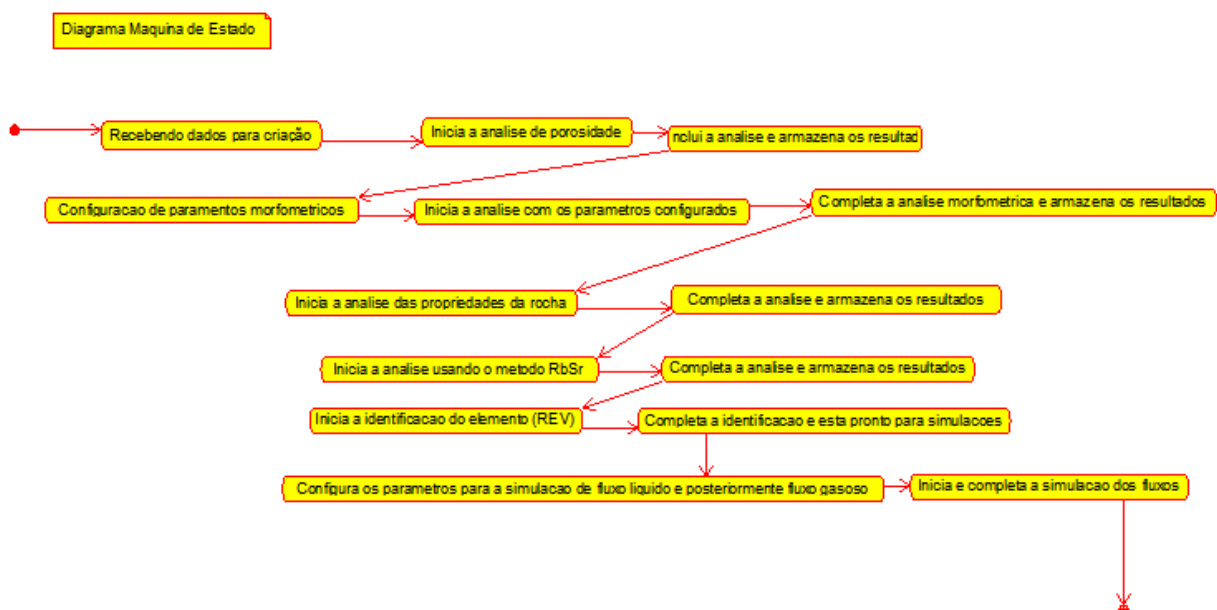 Diagrama Maquina de Estado
Recebendo dados para criação
Inicia a analise de porosidade
nclui a analise e armazena os resultad
Configuracao de paramentos morfometricos
Inicia a analise com os parametros configurados
Completa a analise morfometrica e armazena os resultados
Inicia a analise das propriedades da rocha
Completa a analise e armazena os resultados
Inicia a analise usando o metodo RbSr
Completa a analise e armazena os resultados
Inicia a identificacao do elemento (REV)
Completa a identificacao e esta pronto para simulacoes
Configura os parametros para a simulacao de fluxo liquido e posteriormente fluxo gasoso
Inicia e completa a simulacao dos fluxos